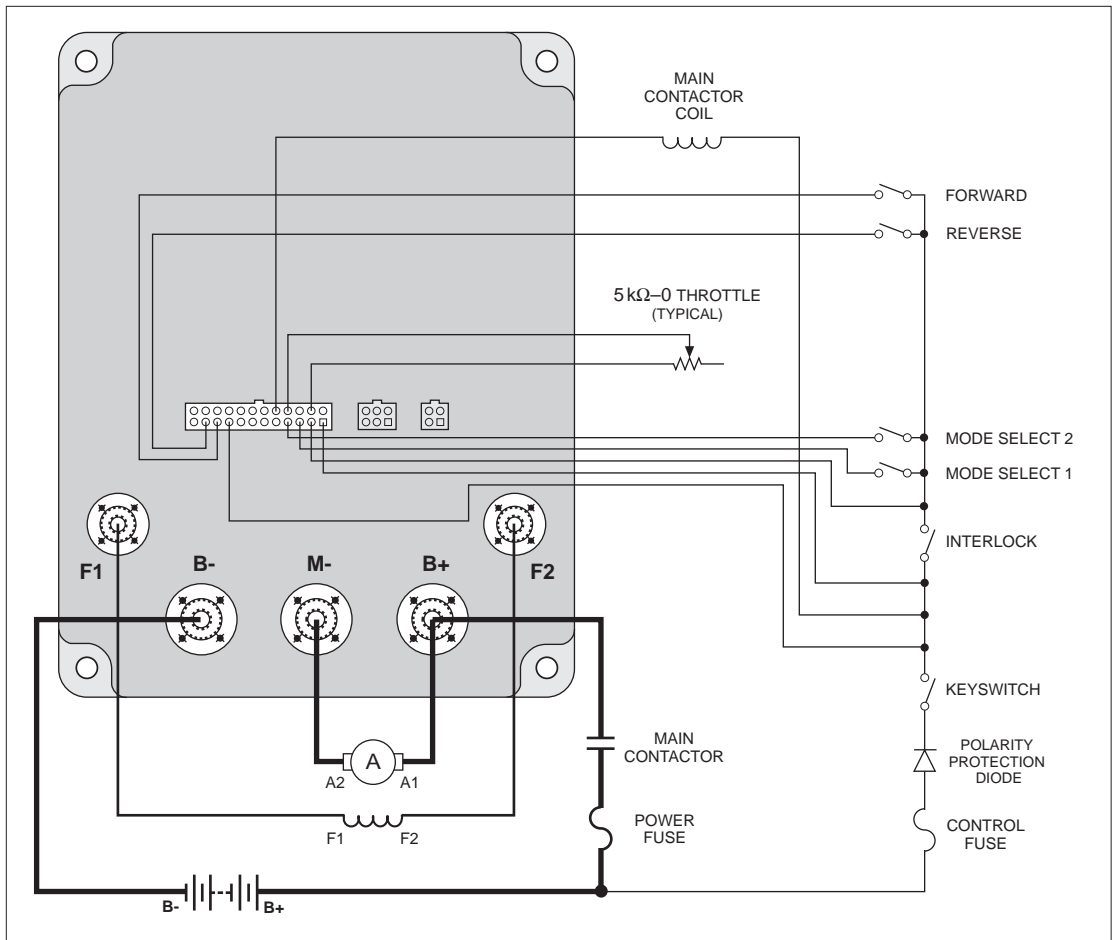 MAIN
CONTACTOR
COIL
FORWARD
REVERSE
5 kΩ–0 THROTTLE
(TYPICAL)
MODE SELECT 2
MODE SELECT 1
INTERLOCK
F1
B-
M-
B+
F2
KEYSWITCH
MAIN
CONTACTOR
POLARITY
PROTECTION
DIODE
A
A2
A1
POWER
FUSE
CONTROL
FUSE
F1
F2
B-
B+